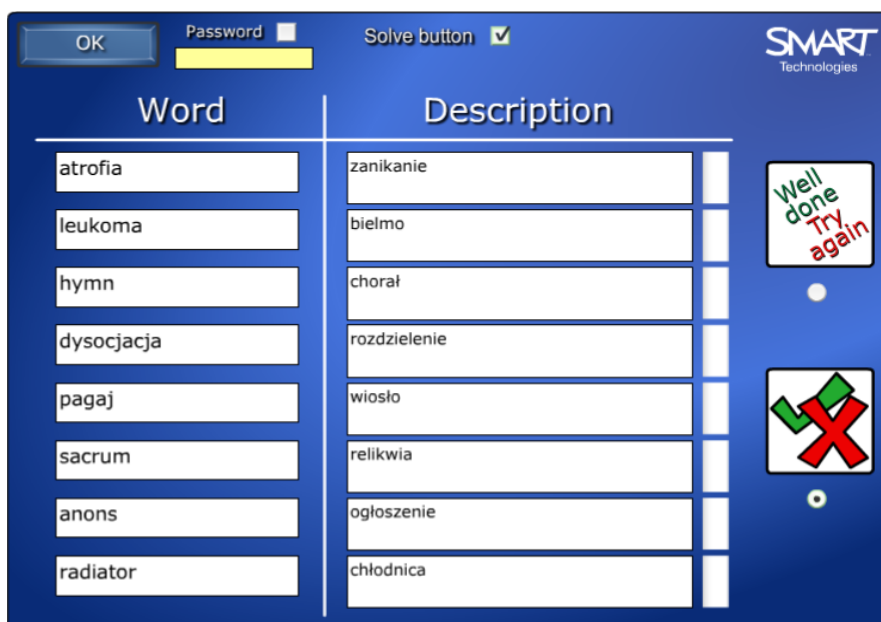 OK
Password
Solve button
SMART
Technologies
Word Description
atrofia zanikanie
leukoma bielmo
hymn chorał
dysocjacja rozdzielenie
pagaj wiosło
sacrum relikwia
anons ogłoszenie
radiator chłodnica
Well
done
Try
again